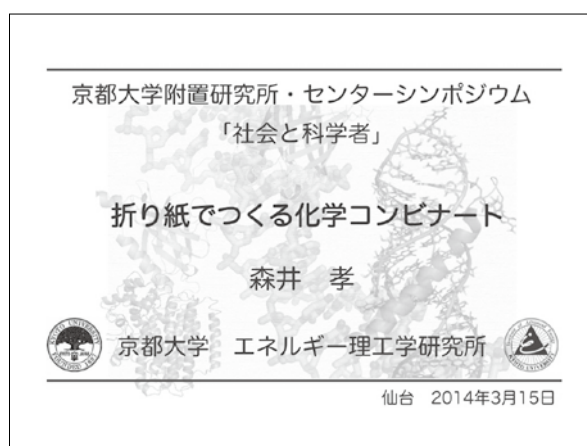 京都大学附置研究所・センターシンポジウム
「社会と科学者」
折り紙でつくる化学コンビナート
森井　孝
京都大学　エネルギー理工学研究所
仙台　2014年3月15日